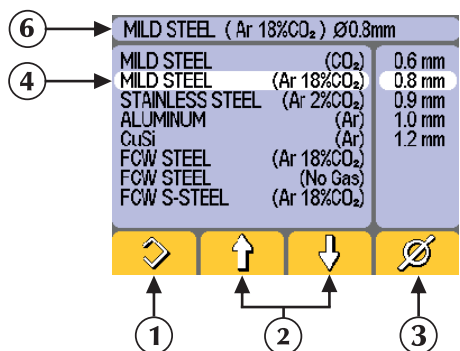 6
MILD STEEL ( Ar 18%CO₂ ) Ø0.8mm
MILD STEEL (CO₂) 0.6 mm
4
MILD STEEL (Ar 18%CO₂) 0.8 mm
STAINLESS STEEL (Ar 2%CO₂) 0.9 mm
ALUMINUM (Ar) 1.0 mm
CuSi (Ar) 1.2 mm
FCW STEEL (Ar 18%CO₂)
FCW STEEL (No Gas)
FCW S-STEEL (Ar 18%CO₂)
Ø
1 2 3